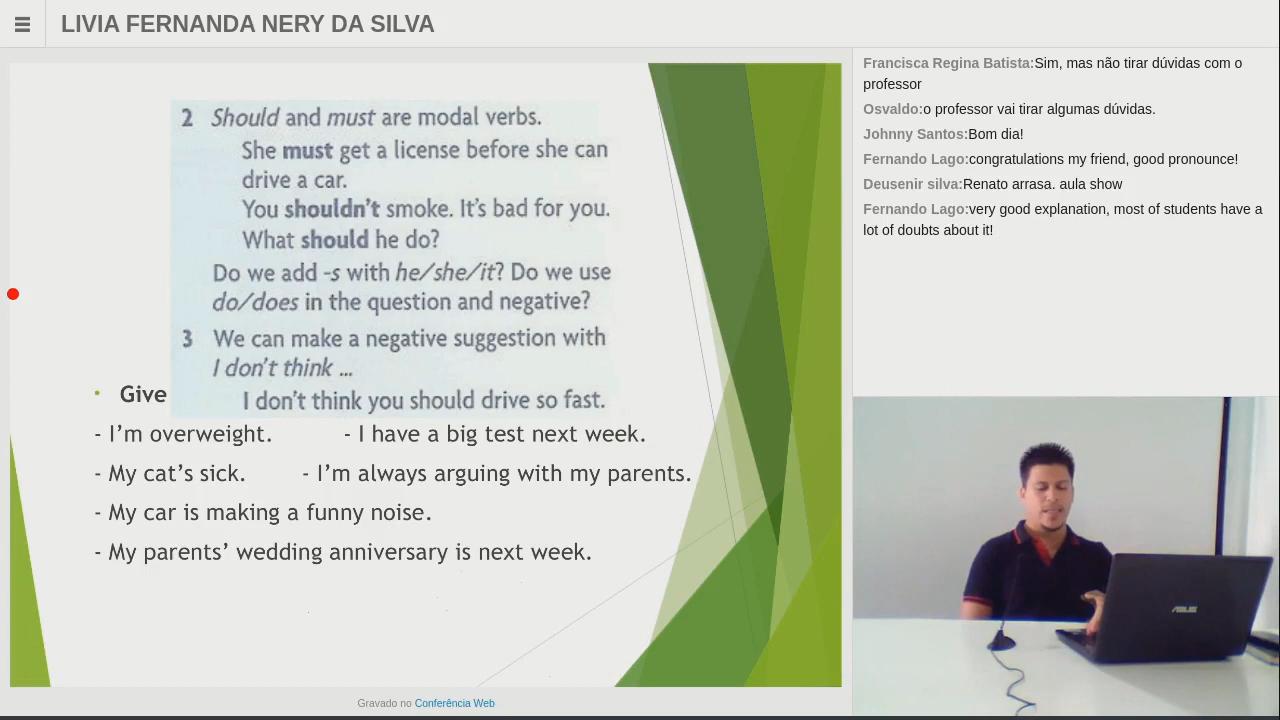 LIVIA FERNANDA NERY DA SILVA
2 Should and must are modal verbs.
She must get a license before she can
drive a car.
You shouldn't smoke. It's bad for you.
What should he do?
Do we add -s with he/she/it? Do we use
do/does in the question and negative?
3 We can make a negative suggestion with
I don't think ...
I don't think you should drive so fast.
• Give
- I'm overweight. - I have a big test next week.
- My cat's sick. - I'm always arguing with my parents.
- My car is making a funny noise.
- My parents' wedding anniversary is next week.
Gravado no Conferência Web
Francisca Regina Batista:Sim, mas não tirar dúvidas com o
professor
Osvaldo:o professor vai tirar algumas dúvidas.
Johnny Santos:Bom dia!
Fernando Lago:congratulations my friend, good pronounce!
Deusenir silva:Renato arrasa. aula show
Fernando Lago:very good explanation, most of students have a
lot of doubts about it!
ASUS